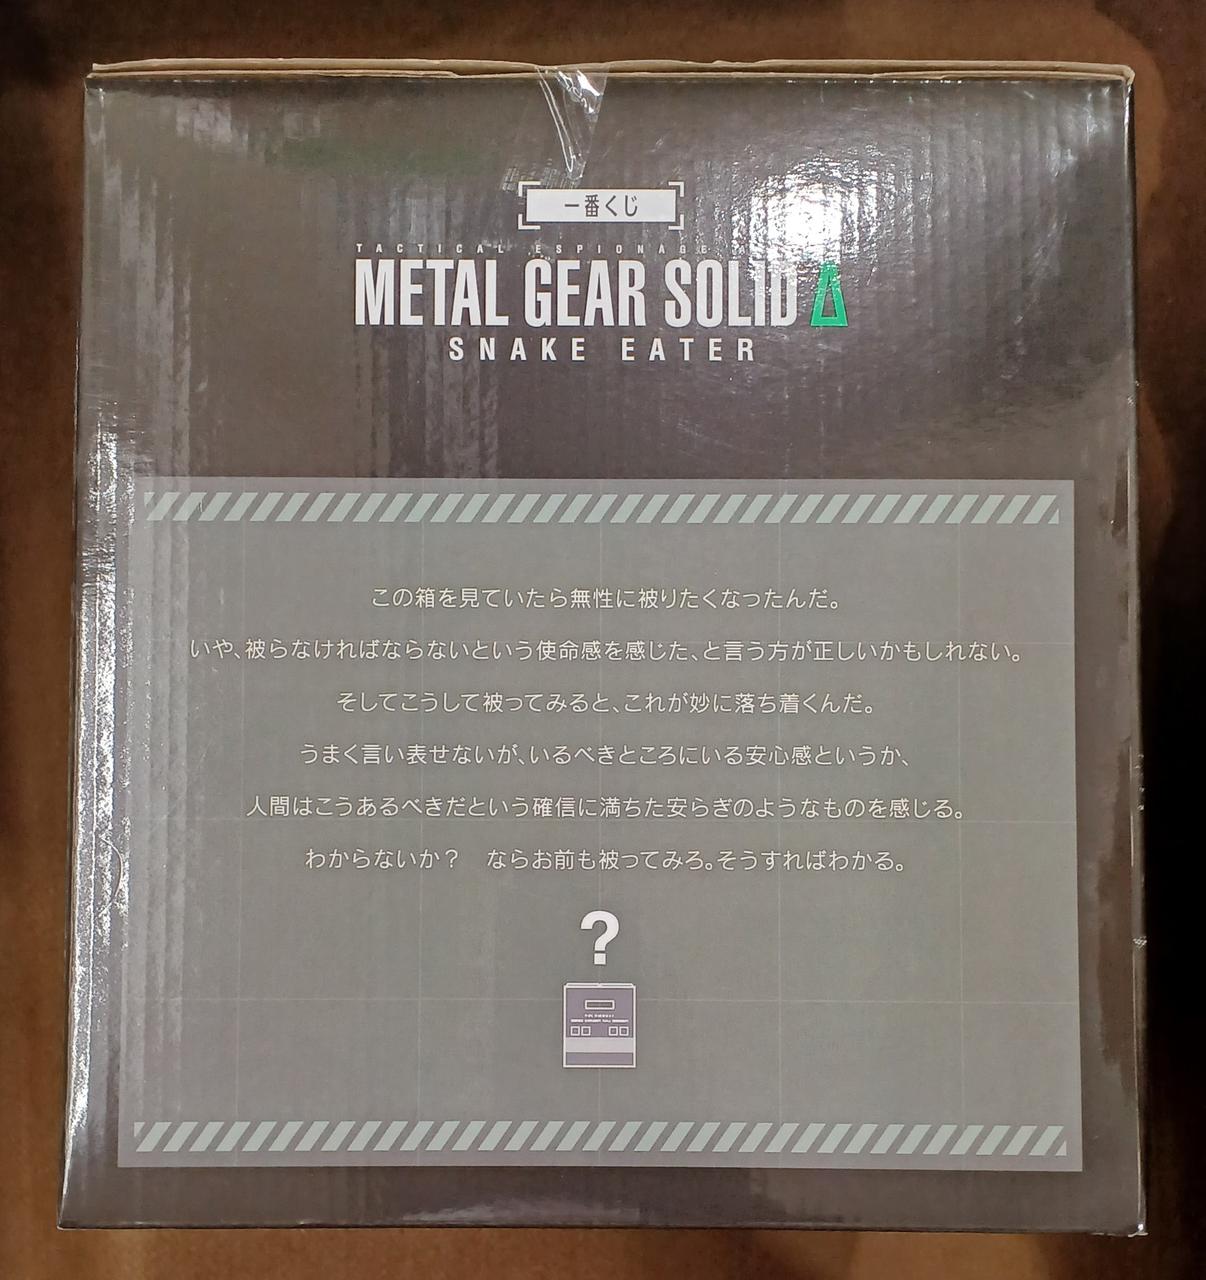 一番くじ
TACTICAL ESPIONAGE
METAL GEAR SOLID Δ
SNAKE EATER
この箱を見ていたら無性に被りたくなったんだ。
いや、被らなければならないという使命感を感じた、と言う方が正しいかもしれない。
そしてこうして被ってみると、これが妙に落ち着くんだ。
うまく言い表せないが、いるべきところにいる安心感というか、
人間はこうあるべきだという確信に満ちた安らぎのようなものを感じる。
わからないか？　ならお前も被ってみろ。そうすればわかる。
?